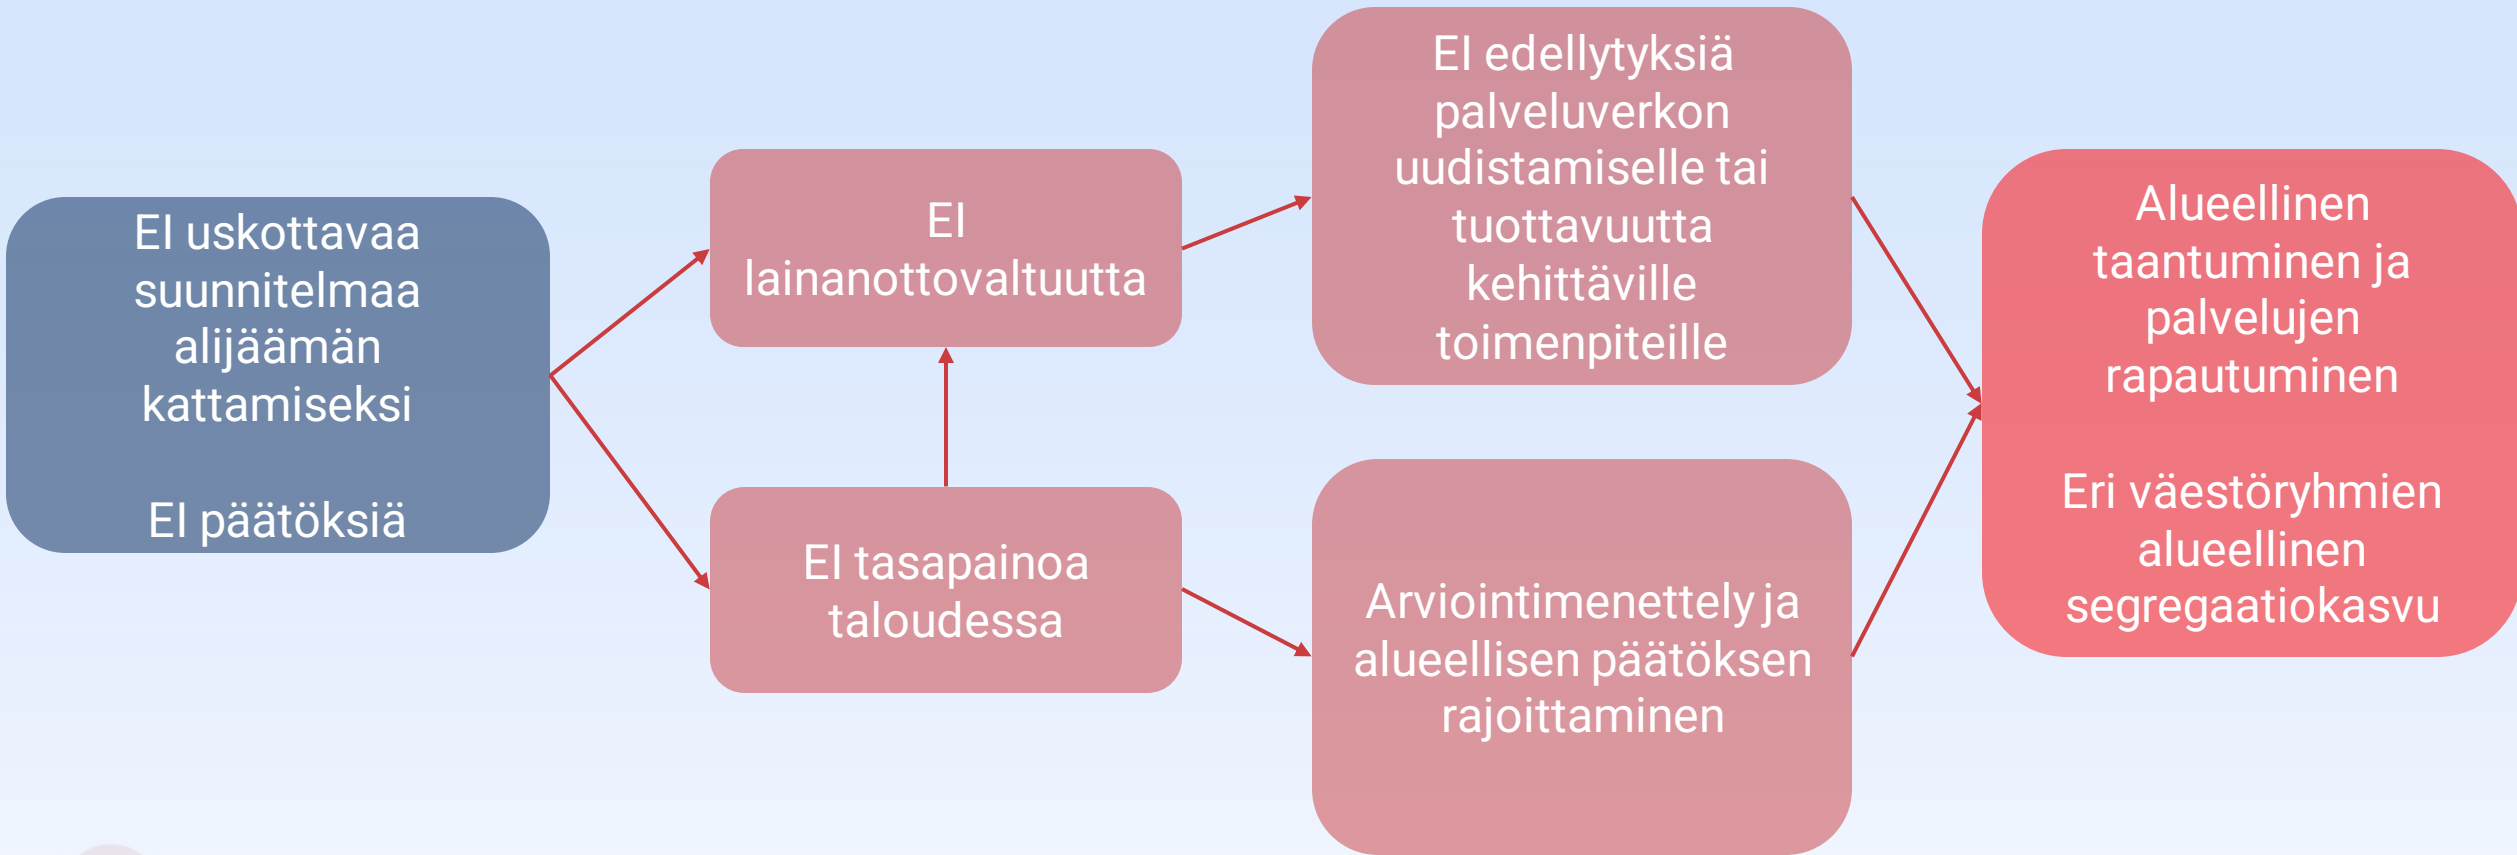 EI uskottavaa
suunnitelmaa
alijäämän
kattamiseksi
EI päätöksiä
EI
lainanottovaltuutta
EI tasapainoa
taloudessa
EI edellytyksiä
palveluverkon
uudistamiselle tai
tuottavuutta
kehittäville
toimenpiteille
Arviointimenettely ja
alueellisen päätöksen
rajoittaminen
Alueellinen
taantuminen ja
palvelujen
rapautuminen
Eri väestöryhmien
alueellinen
segregaatiokasvu